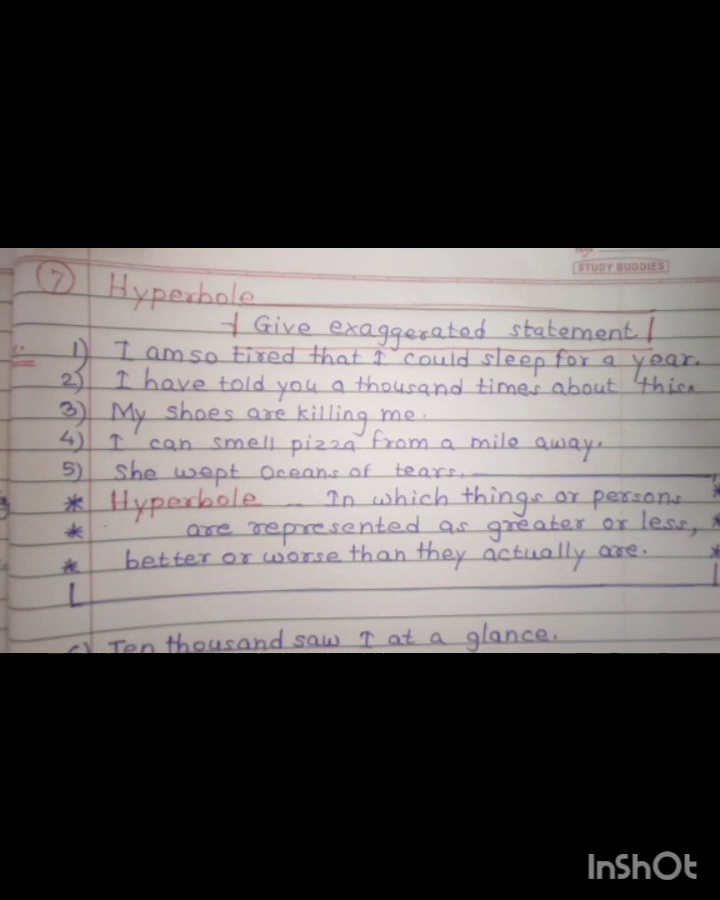 STUDY BUDDIES
7 Hyperbole
Give exaggerated statement
1) I am so tired that I could sleep for a year.
2) I have told you a thousand times about this.
3) My shoes are killing me.
4) I can smell pizza from a mile away.
5) She wept oceans of tears.
* Hyperbole - In which things or persons *
* are represented as greater or less, *
* better or worse than they actually are. *
Ten thousand saw I at a glance.
InShOt